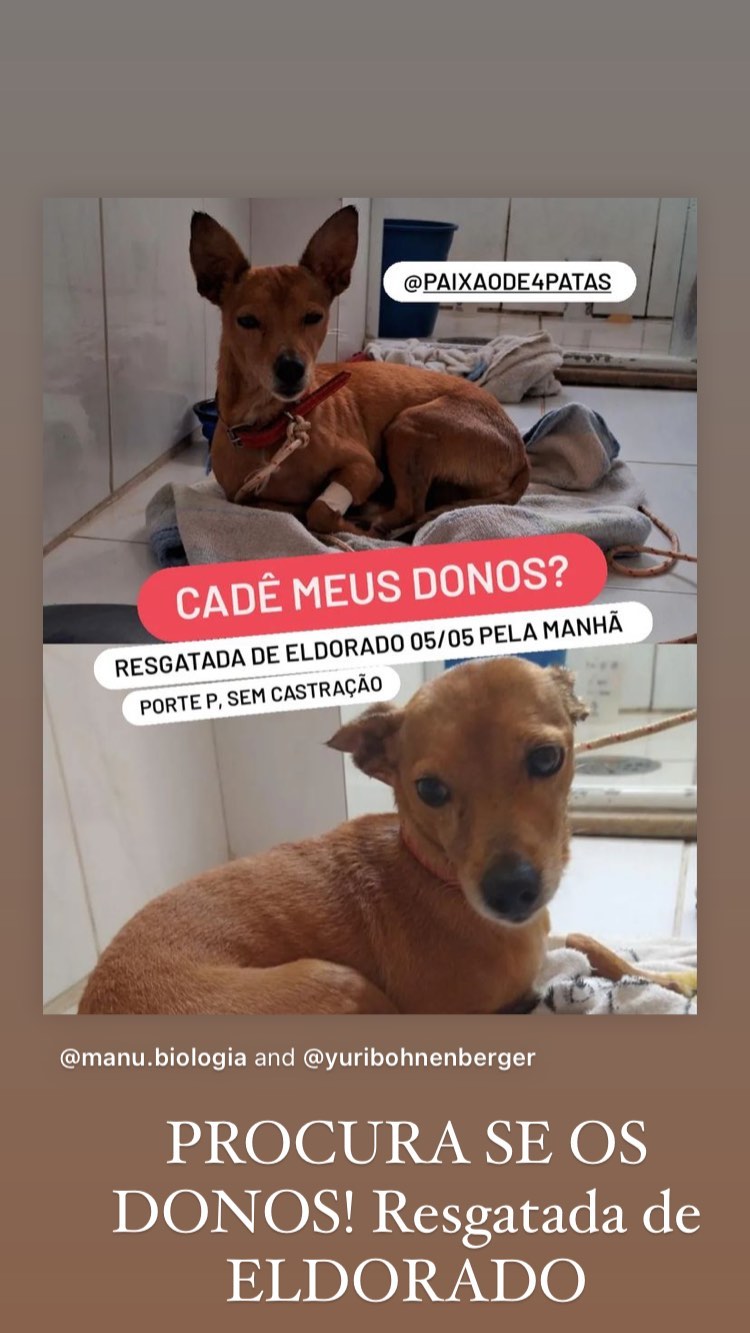 @PAIXAODE4PATAS
CADÊ MEUS DONOS?
RESGATADA DE ELDORADO 05/05 PELA MANHÃ
PORTE P, SEM CASTRAÇÃO
@manu.biologia and @yuribohnenberger
PROCURA SE OS
DONOS! Resgatada de
ELDORADO